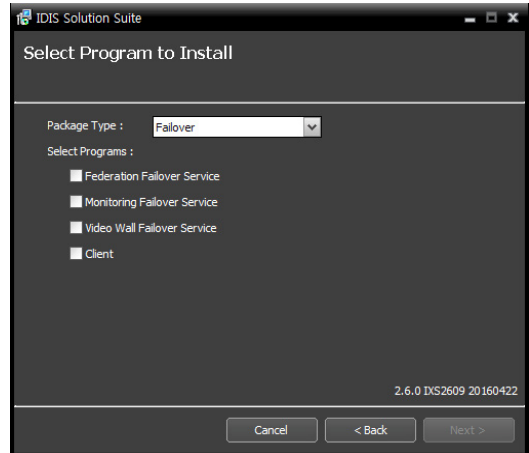 IDIS Solution Suite
Select Program to Install
Package Type : Failover
Select Programs :
Federation Failover Service
Monitoring Failover Service
Video Wall Failover Service
Client
2.6.0 IXS2609 20160422
Cancel < Back Next >